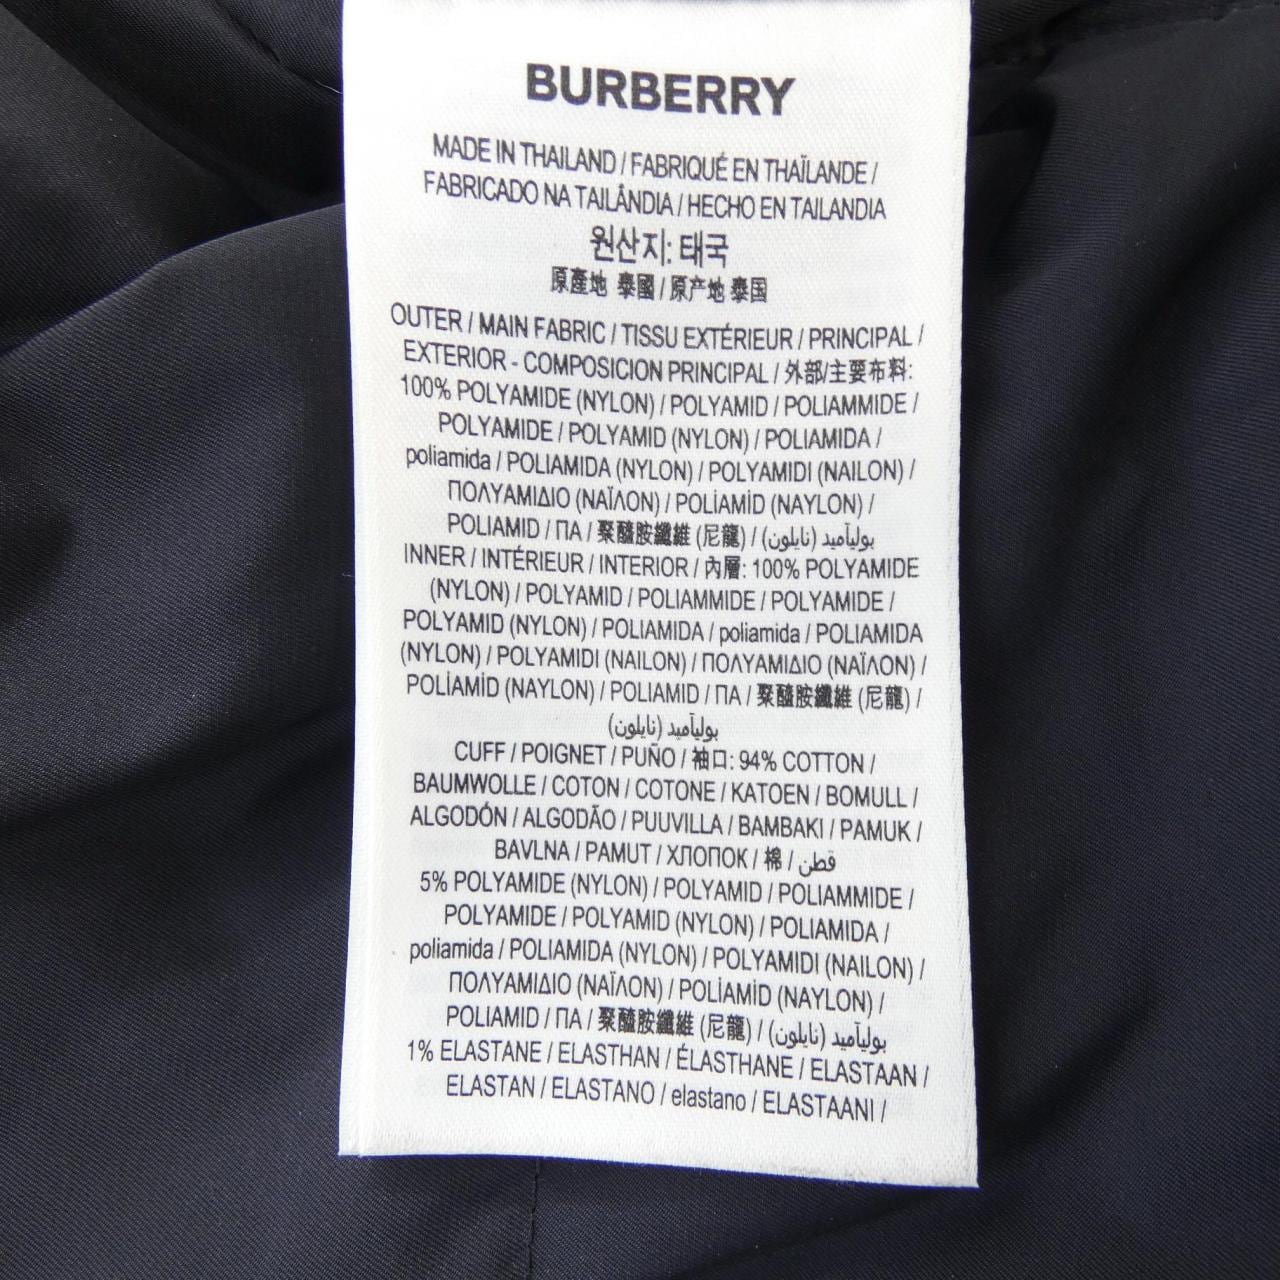 BURBERRY
MADE IN THAILAND / FABRIQUÉ EN THAÏLANDE /
FABRICADO NA TAILÂNDIA / HECHO EN TAILANDIA
원산지: 태국
原產地 泰國 / 原产地 泰国
OUTER / MAIN FABRIC / TISSU EXTÉRIEUR / PRINCIPAL /
EXTERIOR - COMPOSICION PRINCIPAL / 外部/主要布料:
100% POLYAMIDE (NYLON) / POLYAMID / POLIAMMIDE /
POLYAMIDE / POLYAMID (NYLON) / POLIAMIDA /
poliamida / POLIAMIDA (NYLON) / POLYAMIDI (NAILON) /
ΠΟΛΥΑΜΙΔΙΟ (ΝΑΪΛΟΝ) / POLİAMİD (NAYLON) /
POLIAMID / ПА / 聚醯胺纖維 (尼龍) / بوليآميد (نايلون)
INNER / INTÉRIEUR / INTERIOR / 內層: 100% POLYAMIDE
(NYLON) / POLYAMID / POLIAMMIDE / POLYAMIDE /
POLYAMID (NYLON) / POLIAMIDA / poliamida / POLIAMIDA
(NYLON) / POLYAMIDI (NAILON) / ΠΟΛΥΑΜΙΔΙΟ (ΝΑΪΛΟΝ) /
POLİAMİD (NAYLON) / POLIAMID / ПА / 聚醯胺纖維 (尼龍) /
بوليآميد (نايلون)
CUFF / POIGNET / PUÑO / 袖口: 94% COTTON /
BAUMWOLLE / COTON / COTONE / KATOEN / BOMULL /
ALGODÓN / ALGODÃO / PUUVILLA / BAMBAKI / PAMUK /
BAVLNA / PAMUT / ХЛОПОК / 棉 / قطن
5% POLYAMIDE (NYLON) / POLYAMID / POLIAMMIDE /
POLYAMIDE / POLYAMID (NYLON) / POLIAMIDA /
poliamida / POLIAMIDA (NYLON) / POLYAMIDI (NAILON) /
ΠΟΛΥΑΜΙΔΙΟ (ΝΑΪΛΟΝ) / POLİAMİD (NAYLON) /
POLIAMID / ПА / 聚醯胺纖維 (尼龍) / بوليآميد (نايلون)
1% ELASTANE / ELASTHAN / ÉLASTHANE / ELASTAAN /
ELASTAN / ELASTANO / elastano / ELASTAANI /